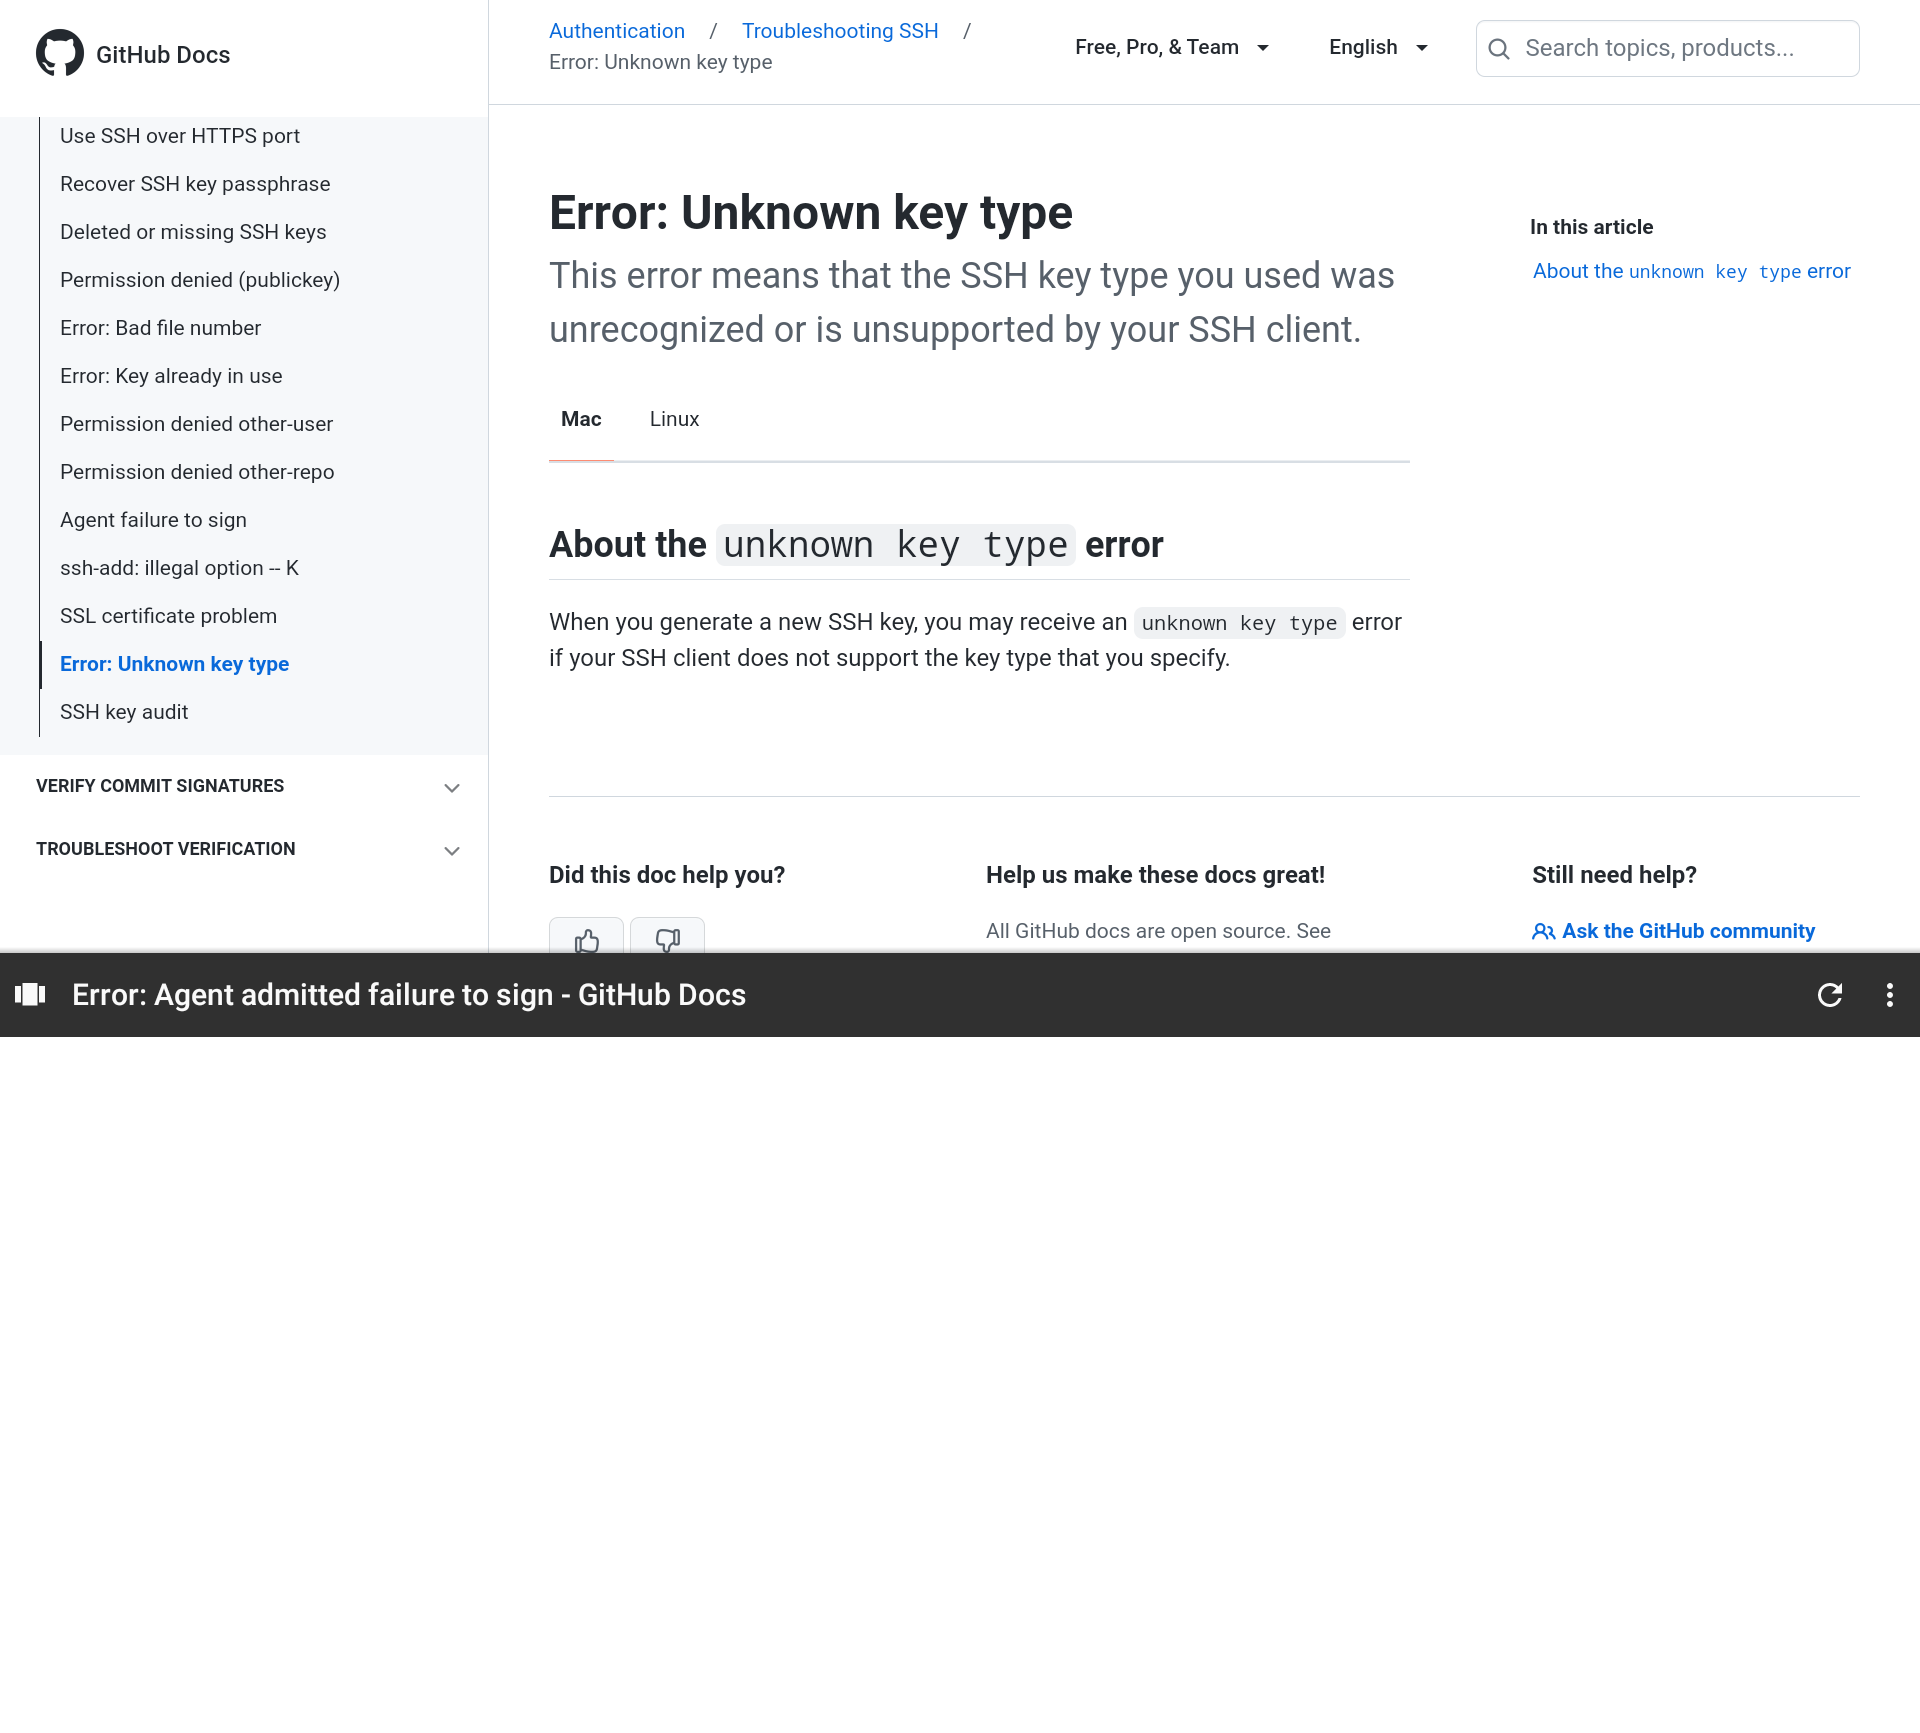 GitHub Docs
Use SSH over HTTPS port
Recover SSH key passphrase
Deleted or missing SSH keys
Permission denied (publickey)
Error: Bad file number
Error: Key already in use
Permission denied other-user
Permission denied other-repo
Agent failure to sign
ssh-add: illegal option -- K
SSL certificate problem
Error: Unknown key type
SSH key audit
VERIFY COMMIT SIGNATURES
TROUBLESHOOT VERIFICATION
Authentication / Troubleshooting SSH /
Error: Unknown key type
Free, Pro, & Team
English
Search topics, products...
Error: Unknown key type
This error means that the SSH key type you used was
unrecognized or is unsupported by your SSH client.
Mac Linux
About the unknown key type error
When you generate a new SSH key, you may receive an unknown key type error
if your SSH client does not support the key type that you specify.
In this article
About the unknown key type error
Did this doc help you?
Help us make these docs great!
All GitHub docs are open source. See
Still need help?
Ask the GitHub community
Error: Agent admitted failure to sign - GitHub Docs